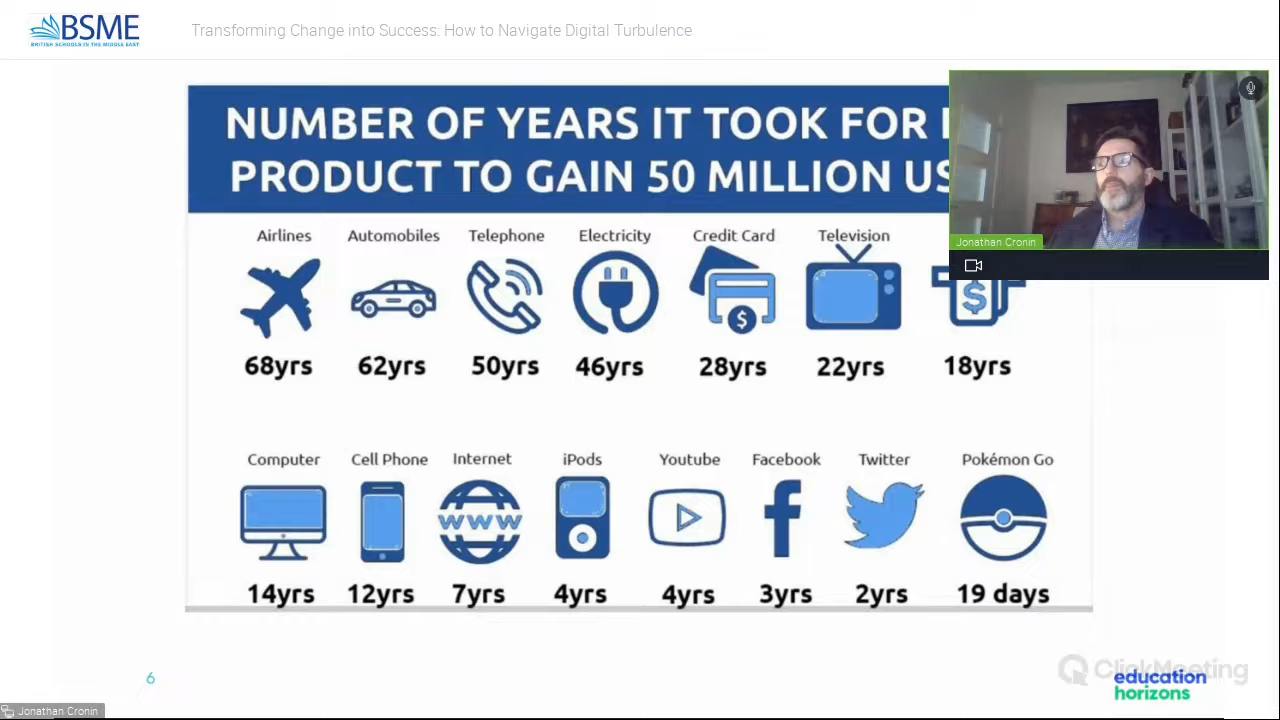 BSME
BRITISH SCHOOLS IN THE MIDDLE EAST
Transforming Change into Success: How to Navigate Digital Turbulence
NUMBER OF YEARS IT TOOK FOR
PRODUCT TO GAIN 50 MILLION US
Jonathan Cronin
Airlines Automobiles Telephone Electricity Credit Card Television
$ $
68yrs 62yrs 50yrs 46yrs 28yrs 22yrs 18yrs
Computer Cell Phone Internet iPods Youtube Facebook Twitter Pokémon Go
www
14yrs 12yrs 7yrs 4yrs 4yrs 3yrs 2yrs 19 days
6
ClickMeeting
education
horizons
Jonathan Cronin